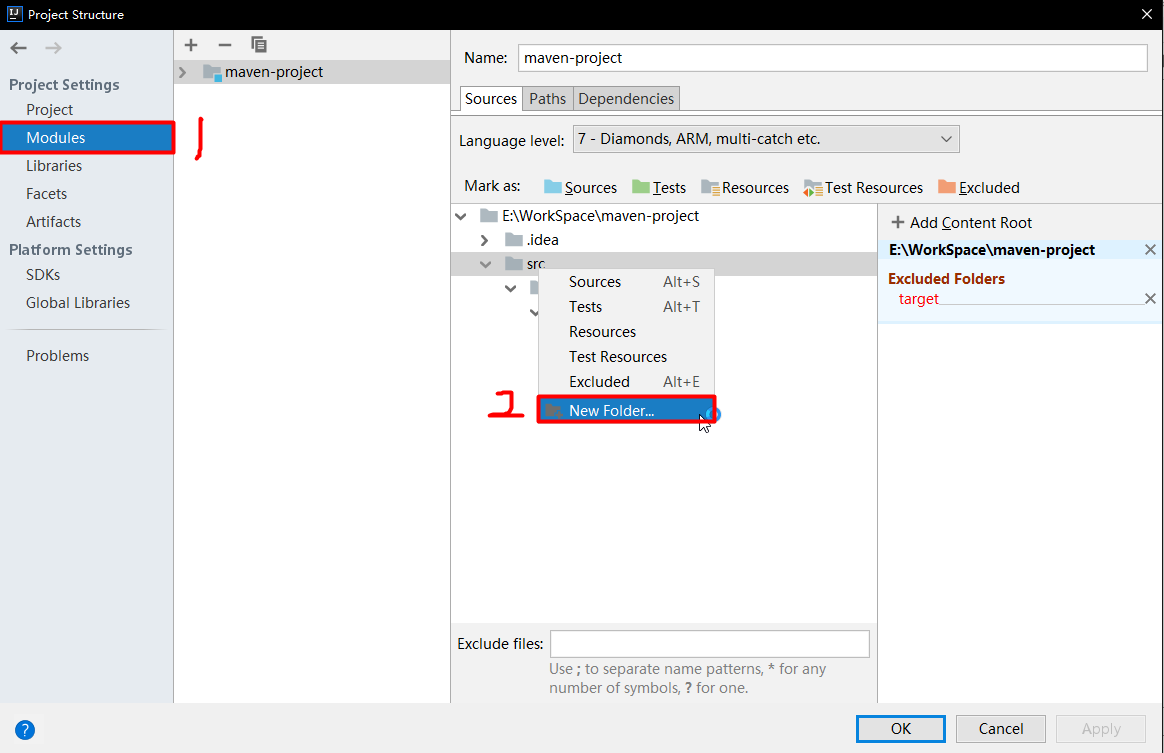 Project Structure
Project Settings
Project
Modules
Libraries
Facets
Artifacts
Platform Settings
SDKs
Global Libraries
Problems
1
maven-project
Name: maven-project
Sources Paths Dependencies
Language level: 7 - Diamonds, ARM, multi-catch etc.
Mark as: Sources Tests Resources Test Resources Excluded
E:\WorkSpace\maven-project
.idea
src
Sources Alt+S
Tests Alt+T
Resources
Test Resources
Excluded Alt+E
2 New Folder...
Add Content Root
E:\WorkSpace\maven-project
Excluded Folders
target
Exclude files:
Use ; to separate name patterns, * for any
number of symbols, ? for one.
?
OK Cancel Apply